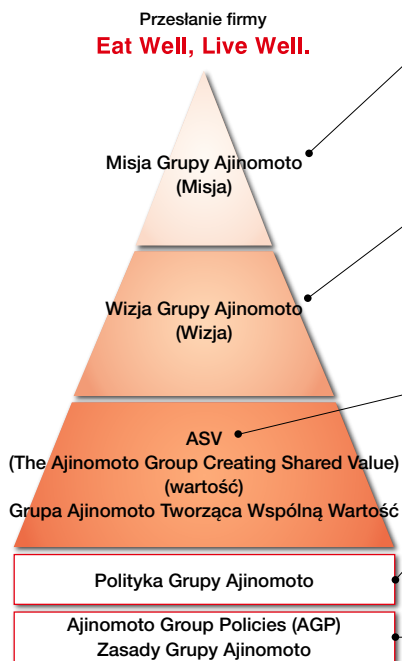 Przesłanie firmy
Eat Well, Live Well.
Misja Grupy Ajinomoto
(Misja)
Wizja Grupy Ajinomoto
(Wizja)
ASV
(The Ajinomoto Group Creating Shared Value)
(wartość)
Grupa Ajinomoto Tworząca Wspólną Wartość
Polityka Grupy Ajinomoto
Ajinomoto Group Policies (AGP)
Zasady Grupy Ajinomoto